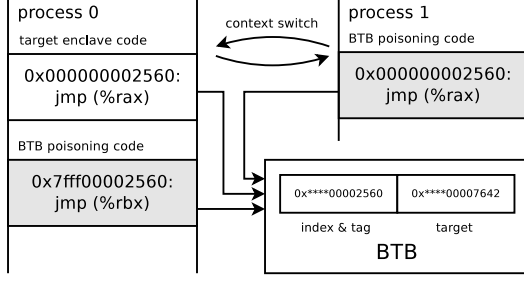 process 0
target enclave code
0x000000002560:
jmp (%rax)
BTB poisoning code
0x7fff00002560:
jmp (%rbx)
context switch
process 1
BTB poisoning code
0x000000002560:
jmp (%rax)
0x****00002560
0x****00007642
index & tag
target
BTB